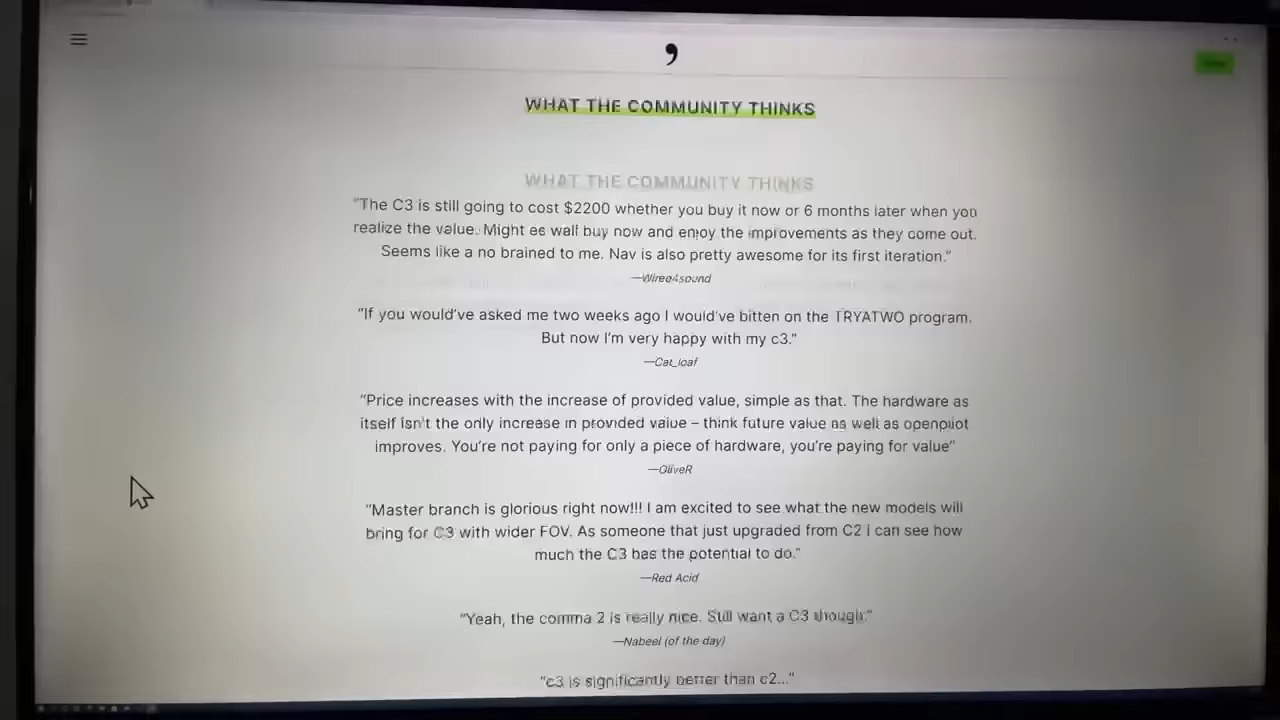 WHAT THE COMMUNITY THINKS
WHAT THE COMMUNITY THINKS
"The C3 is still going to cost $2200 whether you buy it now or 6 months later when you
realize the value. Might as well buy now and enjoy the improvements as they come out.
Seems like a no brained to me. Nav is also pretty awesome for its first iteration."
"If you would've asked me two weeks ago I would've bitten on the TRYATWO program.
But now I'm very happy with my c3."
—Cat_loaf
"Price increases with the increase of provided value, simple as that. The hardware as
itself isn't the only increase in provided value – think future value as well as openpilot
improves. You're not paying for only a piece of hardware, you're paying for value"
—OliveR
"Master branch is glorious right now!!! I am excited to see what the new models will
bring for C3 with wider FOV. As someone that just upgraded from C2 I can see how
much the C3 has the potential to do."
—Red Acid
"Yeah, the comma 2 is really nice. Still want a C3 though."
—Nabeel (of the day)
"c3 is significantly better than c2..."